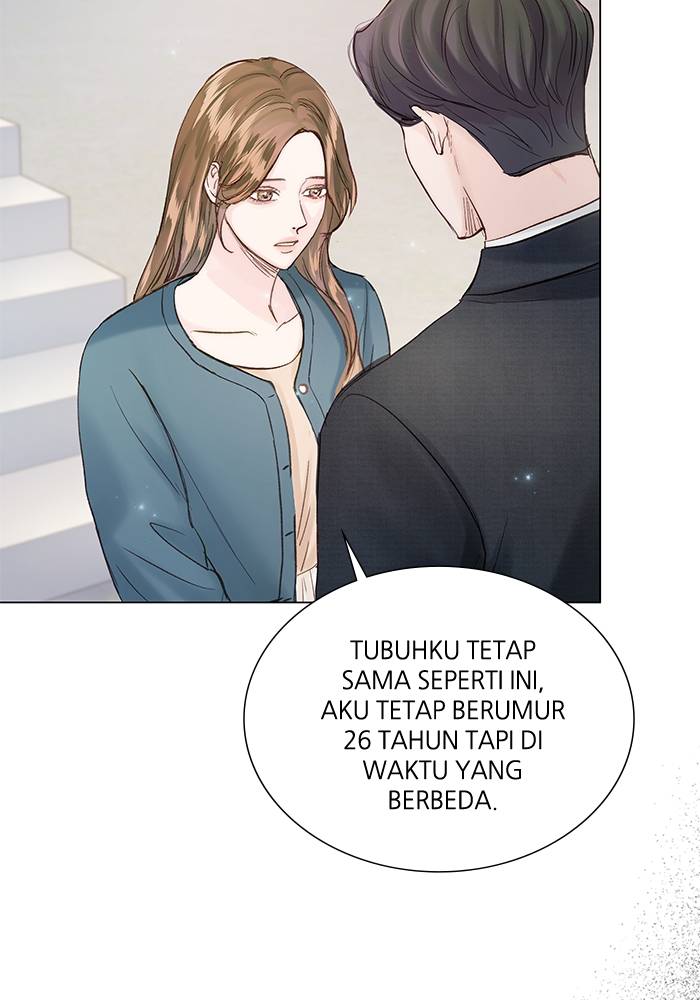 TUBUHKU TETAP
SAMA SEPERTI INI,
AKU TETAP BERUMUR
26 TAHUN TAPI DI
WAKTU YANG
BERBEDA.